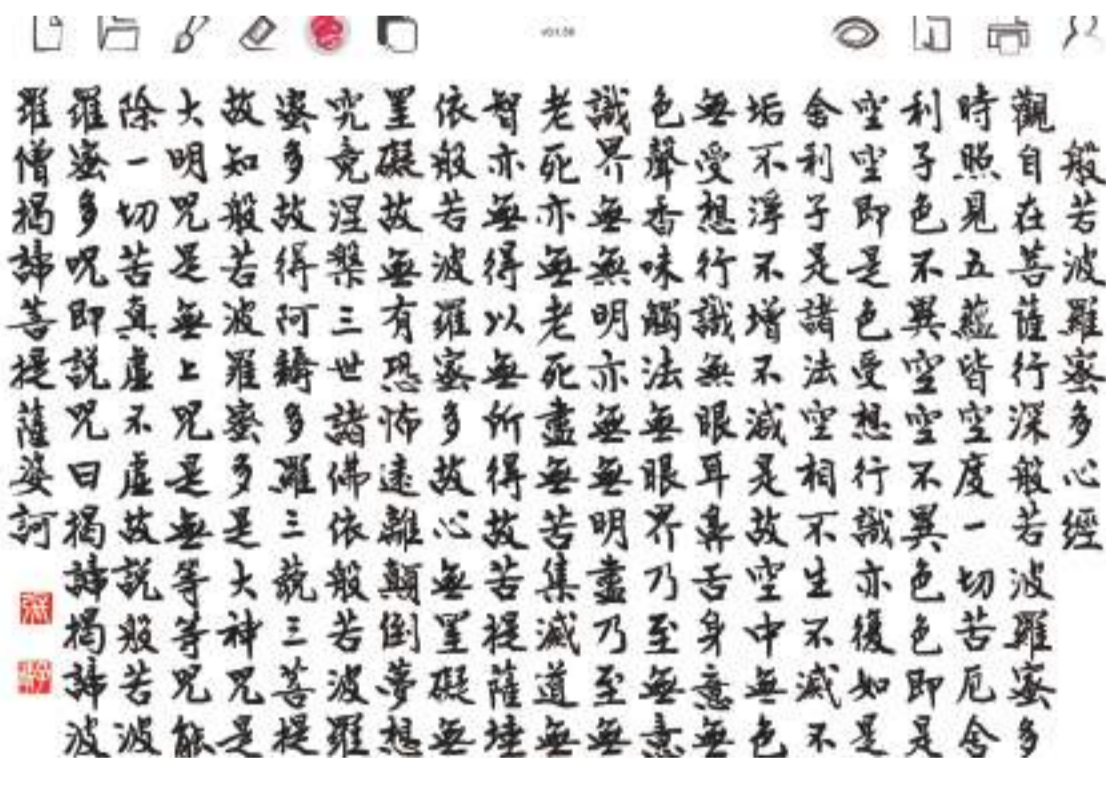 般若波羅蜜多心經
觀自在菩薩行深般若波羅蜜多
時照見五蘊皆空度一切苦厄舍
利子色不異空空不異色色即是
空空即是色受想行識亦復如是
舍利子是諸法空相不生不滅不
垢不淨不增不減是故空中無色
無受想行識無眼耳鼻舌身意無
色聲香味觸法無眼界乃至無意
識界無無明亦無無明盡乃至無
老死亦無老死盡無苦集滅道無
智亦無得以無所得故菩提薩埵
依般若波羅蜜多故心無罣礙無
罣礙故無有恐怖遠離顛倒夢想
究竟涅槃三世諸佛依般若波羅
蜜多故得阿耨多羅三藐三菩提
故知般若波羅蜜多是大神咒是
大明咒是無上咒是無等等咒能
除一切苦真虛不虛故說般若波
羅蜜多咒即說咒曰揭諦揭諦波
羅僧揭諦菩提薩婆訶